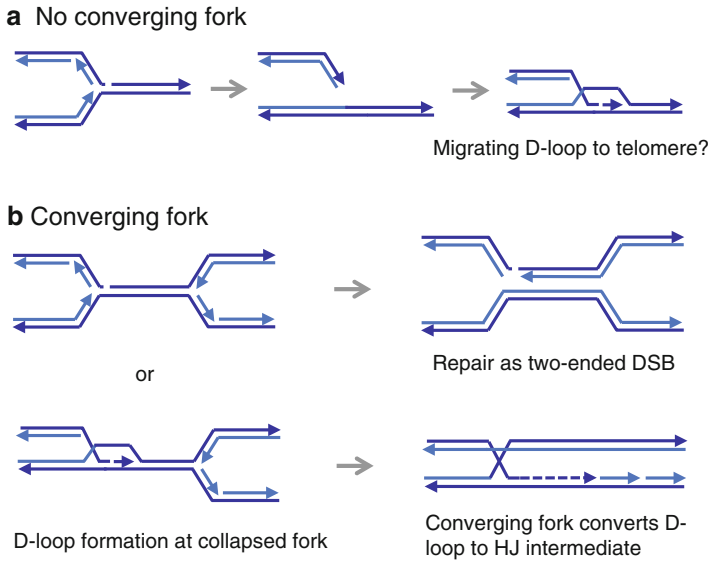 a No converging fork
Migrating D-loop to telomere?
b Converging fork
Repair as two-ended DSB
or
D-loop formation at collapsed fork
Converging fork converts D-
loop to HJ intermediate